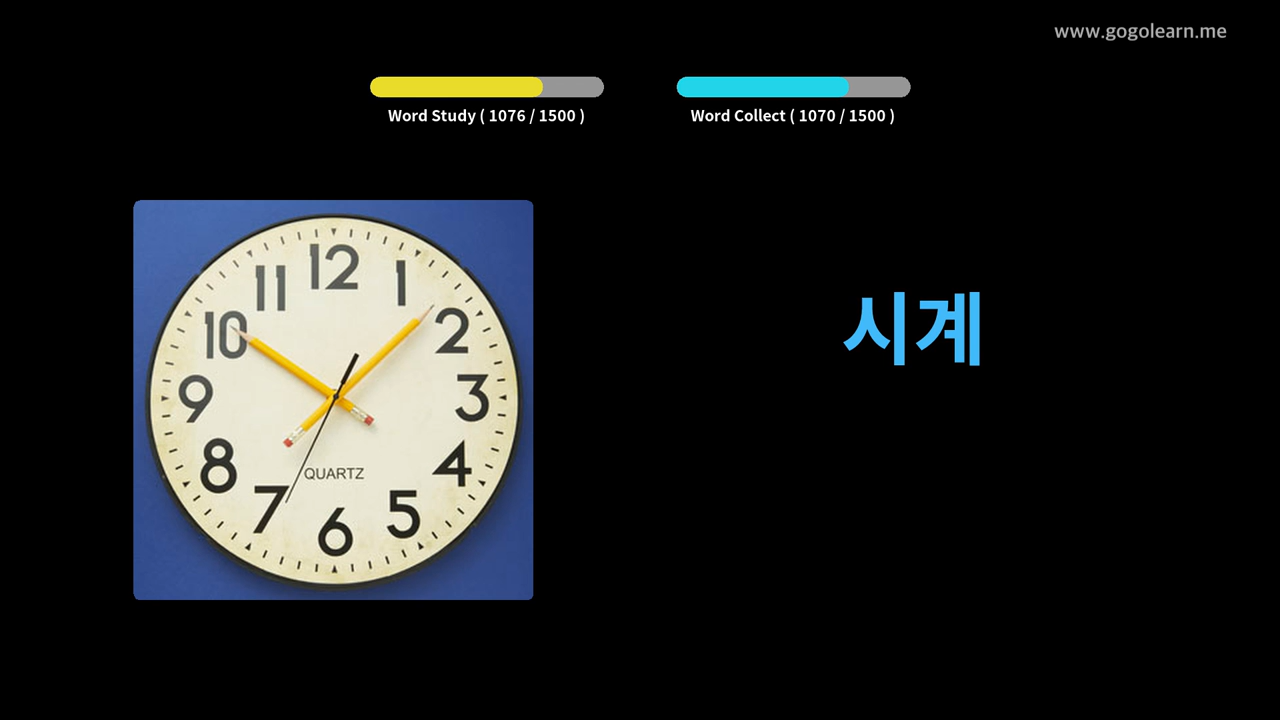 www.gogolearn.me
Word Study ( 1076 / 1500 )
Word Collect ( 1070 / 1500 )
12
1
2
3
4
5
6
7
8
9
10
11
QUARTZ
시계